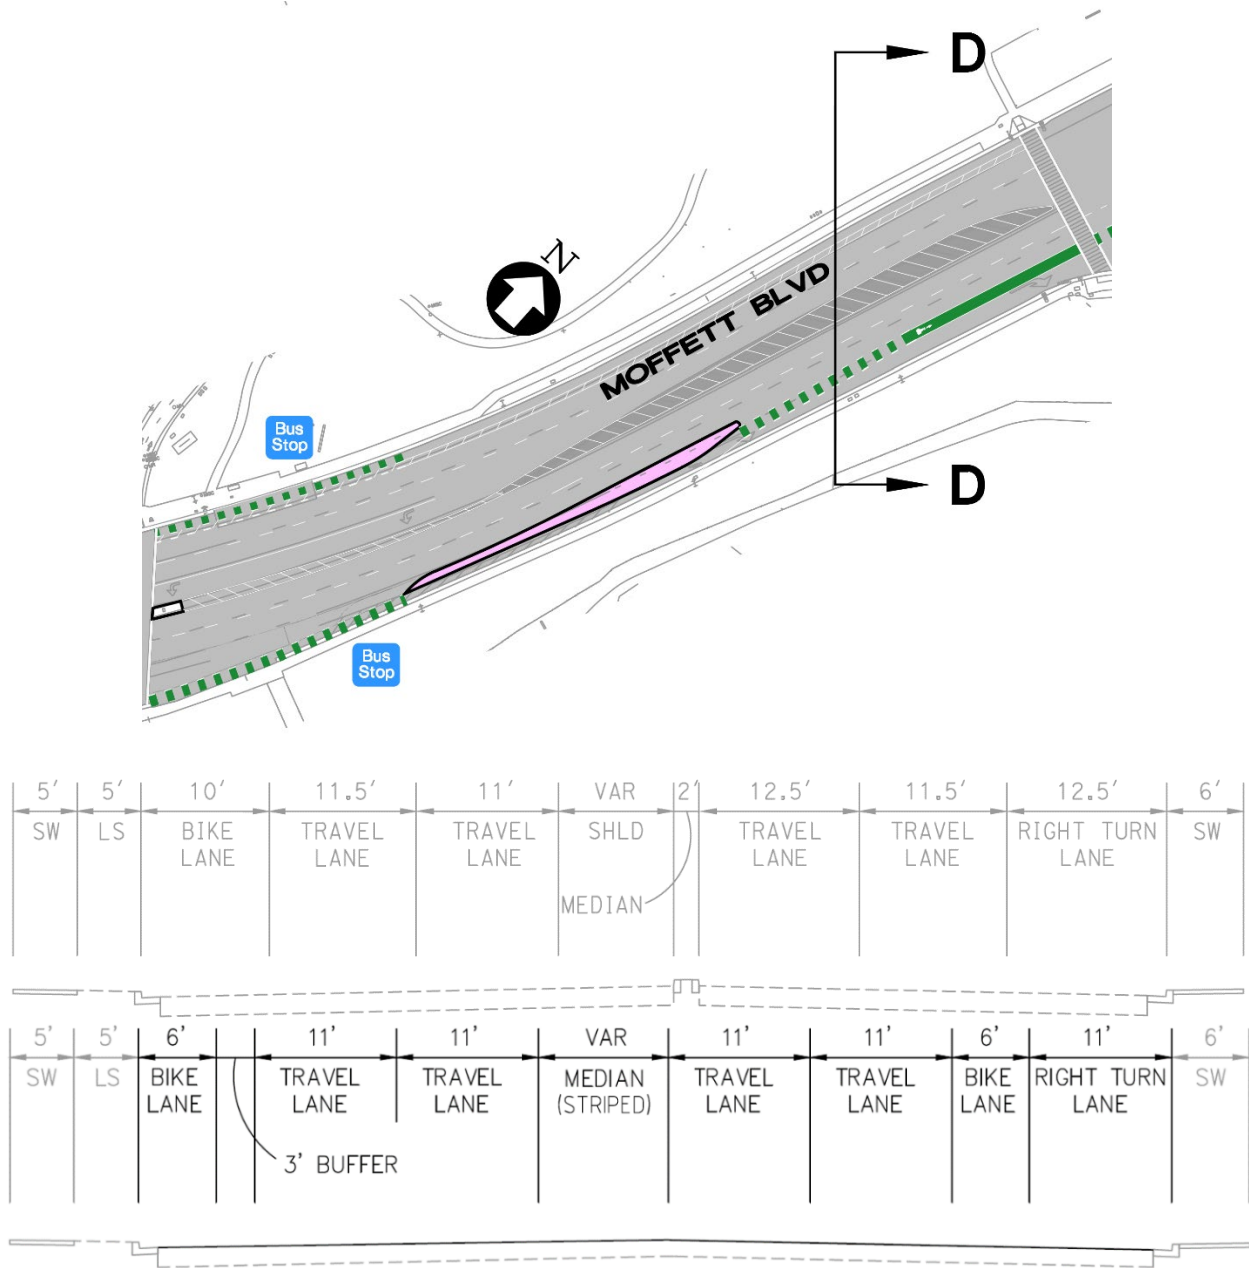 D
N
MOFFETT BLVD
Bus
Stop
D
Bus
Stop
5' 5' 10' 11.5' 11' VAR 2' 12.5' 11.5' 12.5' 6'
SW LS BIKE TRAVEL TRAVEL SHLD TRAVEL TRAVEL RIGHT TURN SW
LANE LANE LANE LANE LANE LANE
MEDIAN
5' 5' 6' 11' 11' VAR 11' 11' 6' 11' 6'
SW LS BIKE TRAVEL TRAVEL MEDIAN TRAVEL TRAVEL BIKE RIGHT TURN SW
LANE LANE LANE (STRIPED) LANE LANE LANE LANE
3' BUFFER